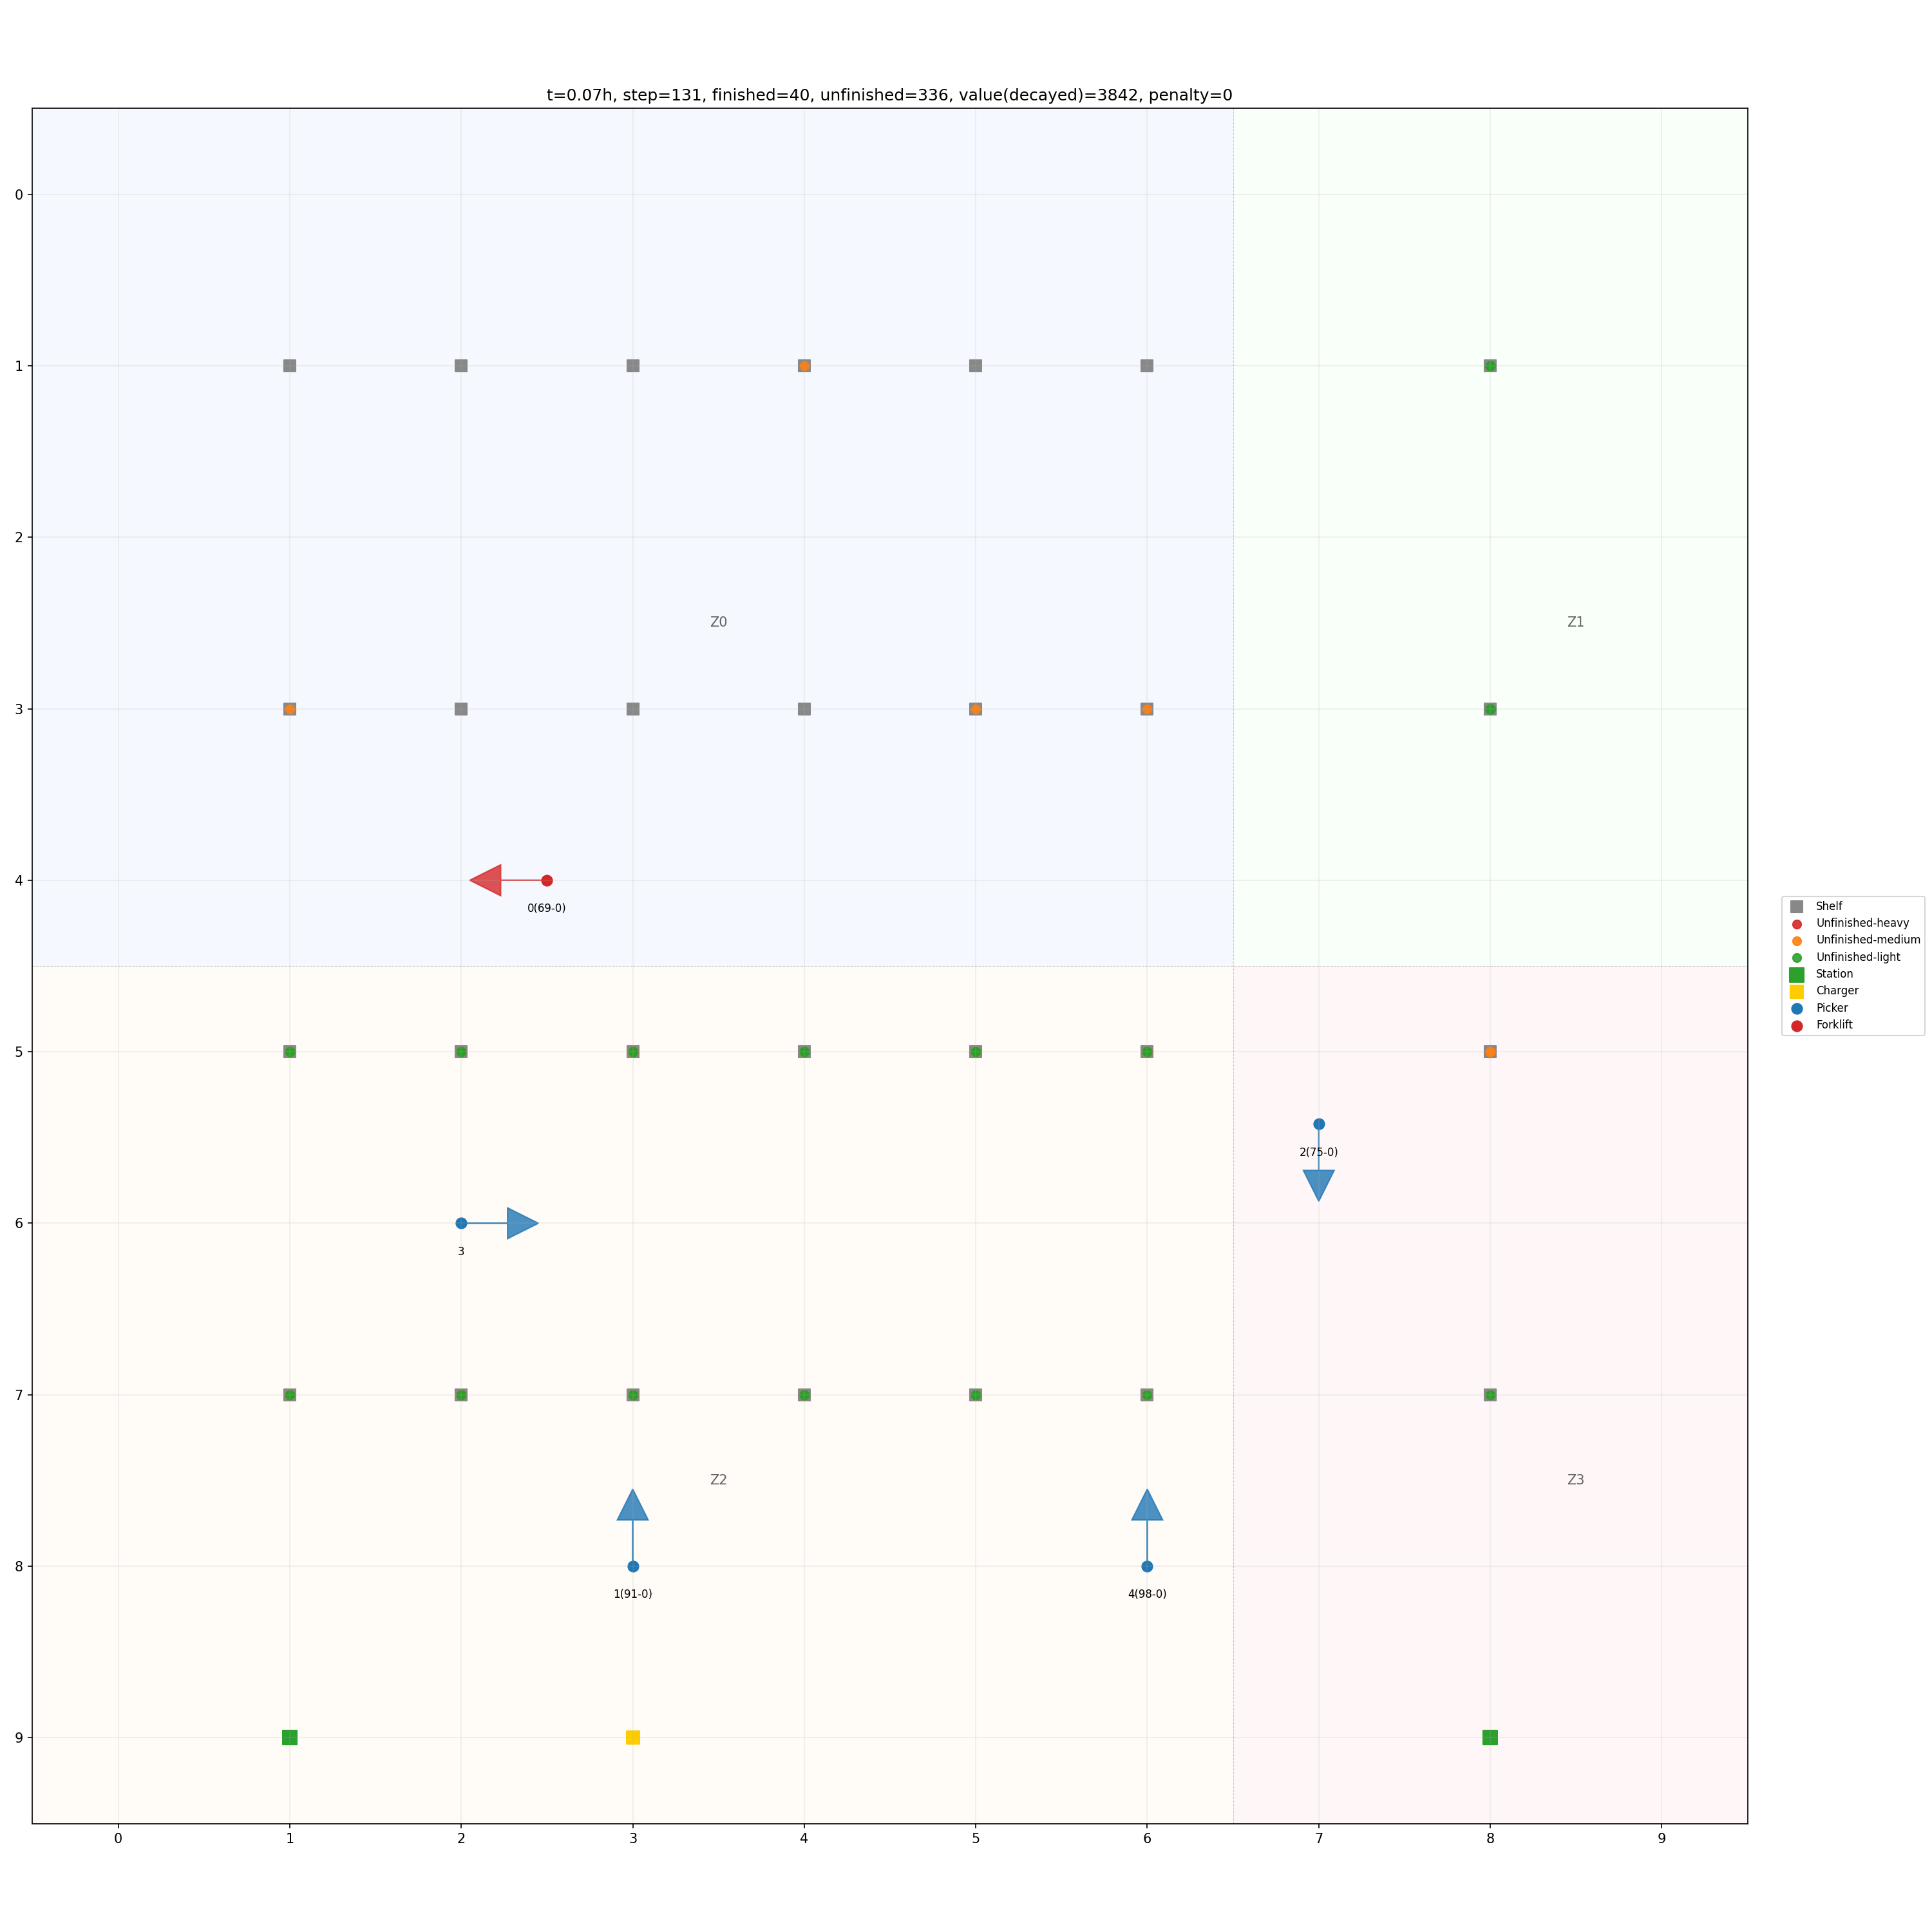 t=0.07h, step=131, finished=40, unfinished=336, value(decayed)=3842, penalty=0
0
1
2
Z0
Z1
3
4
0(69-0)
Shelf
Unfinished-heavy
Unfinished-medium
Unfinished-light
Station
Charger
Picker
Forklift
5
2(75-0)
6
3
7
Z2
Z3
8
1(91-0)
4(98-0)
9
0 1 2 3 4 5 6 7 8 9